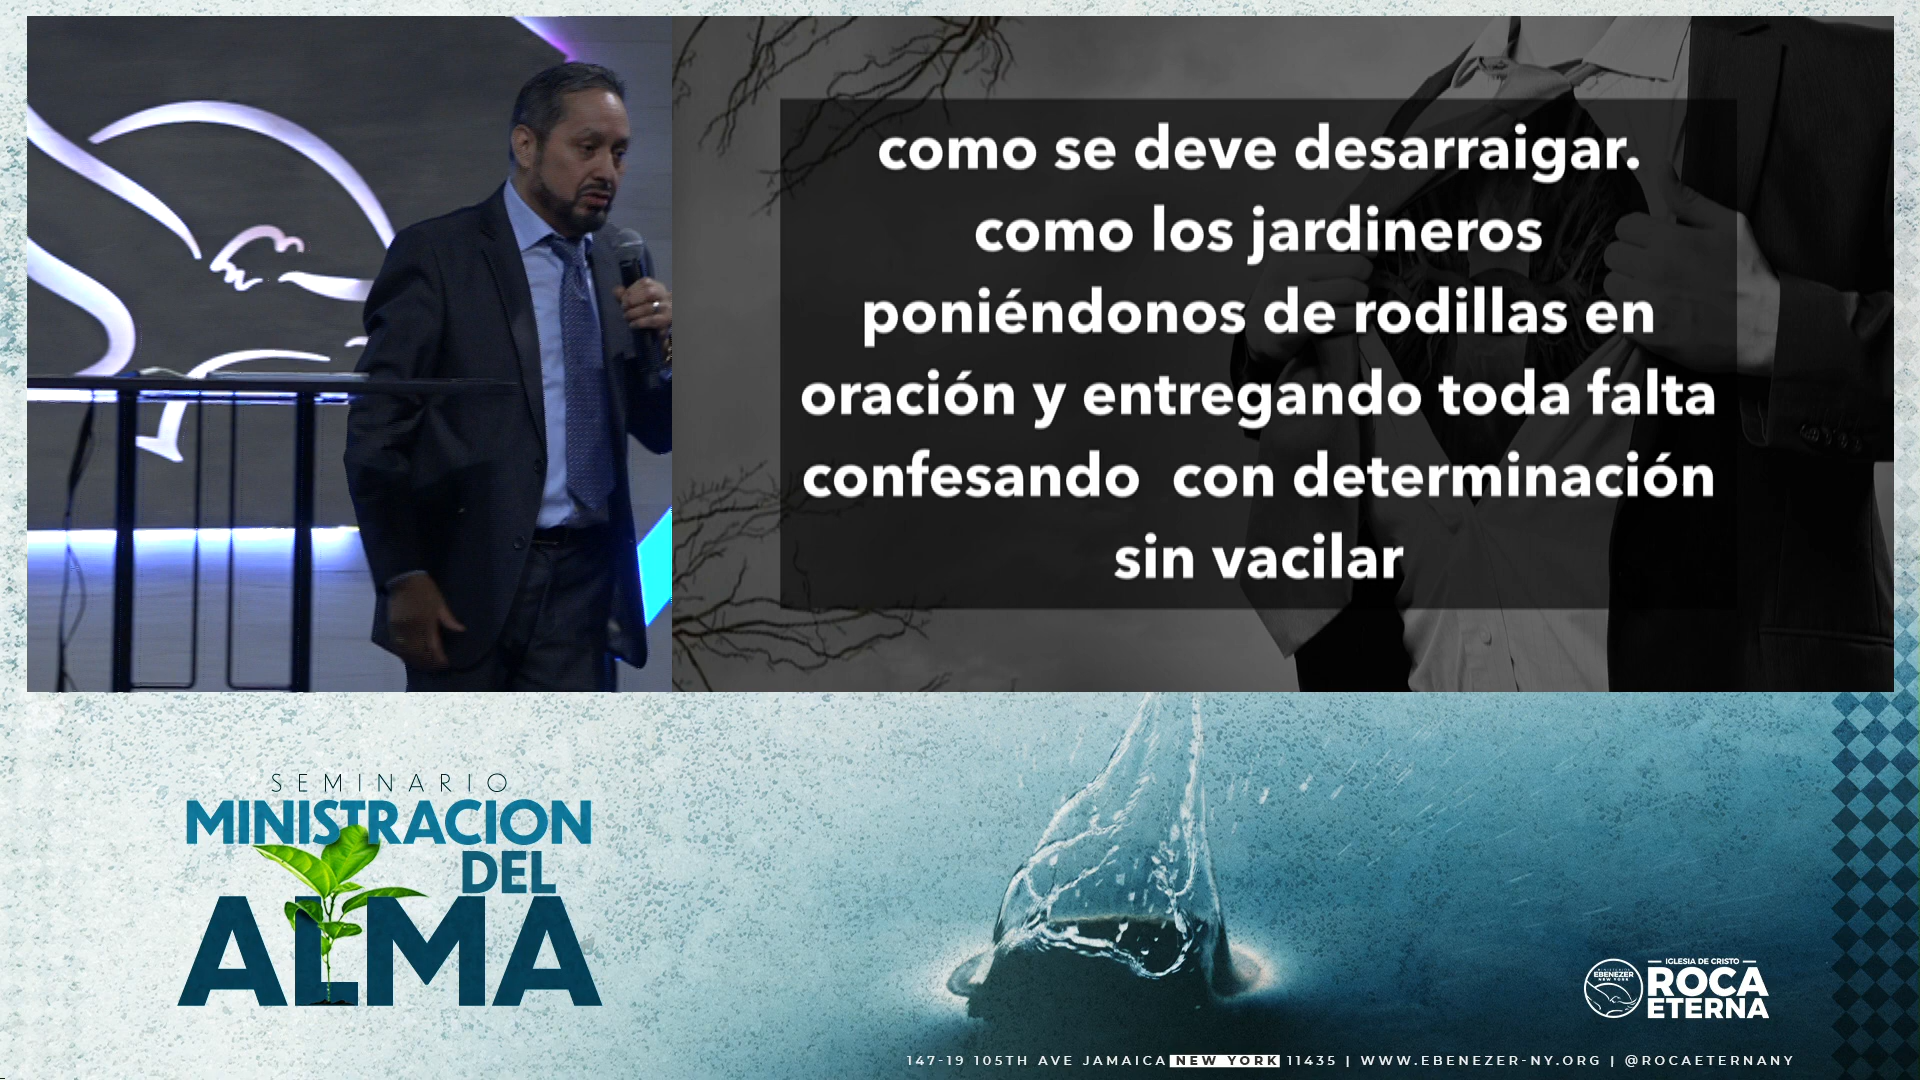 como se deve desarraigar.
como los jardineros
poniéndonos de rodillas en
oración y entregando toda falta
confesando con determinación
sin vacilar
SEMINARIO
MINISTRACION
DEL
ALMA
IGLESIA DE CRISTO
ROCA
ETERNA
EBENEZER
NEW YORK
147-19 105TH AVE JAMAICA NEW YORK 11435 | WWW.EBENEZER-NY.ORG | @ROCAETERNANY